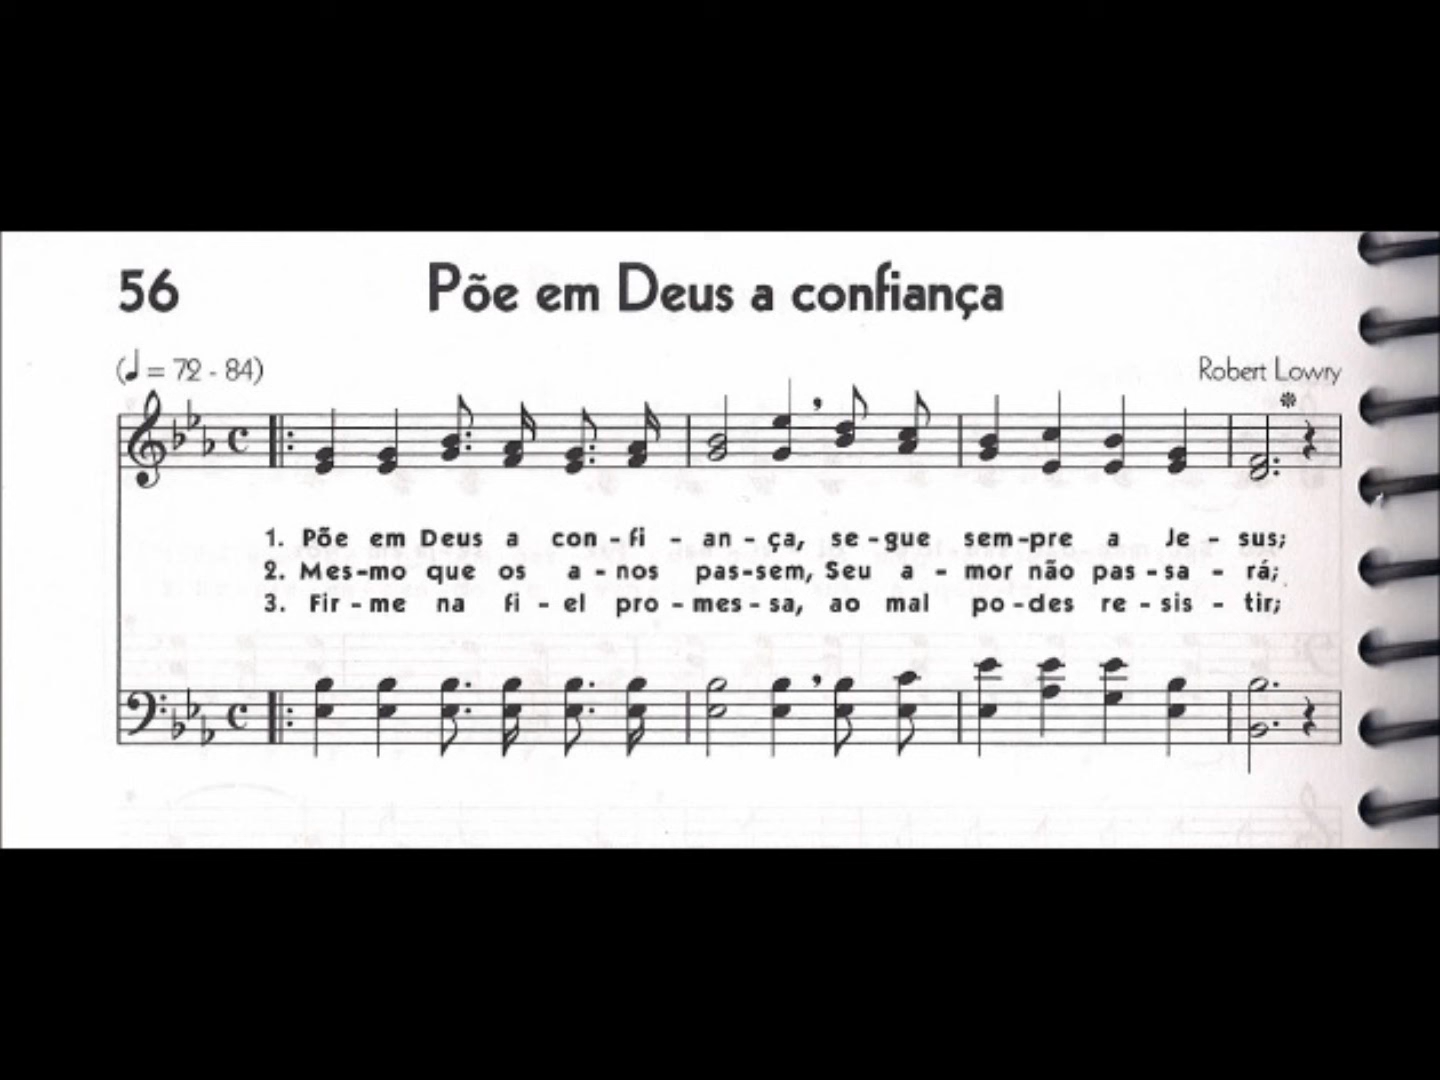 56 Põe em Deus a confiança
(♩ = 72 - 84) Robert Lowry
*
1. Põe em Deus a con - fi - an - ça, se - gue sem - pre a Je - sus;
2. Mes - mo que os a - nos pas - sem, Seu a - mor não pas - sa - rá;
3. Fir - me na fi - el pro - mes - sa, ao mal po - des re - sis - tir;